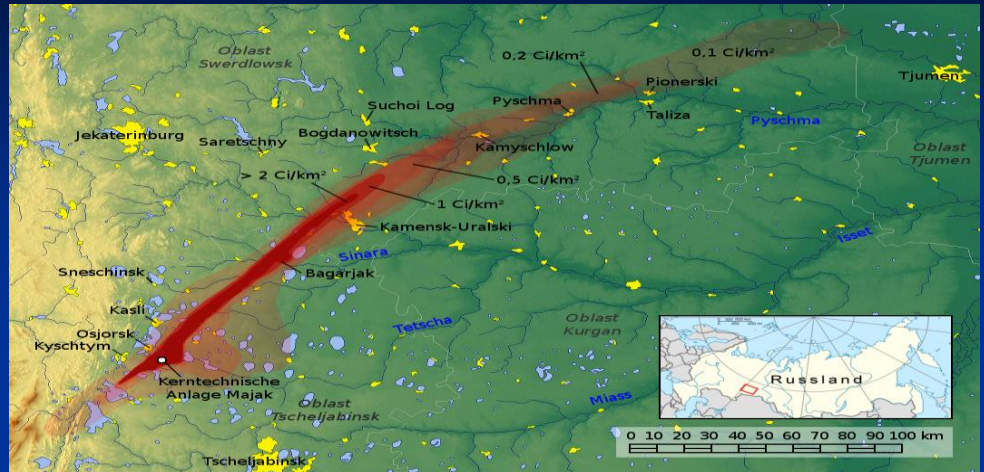 Oblast
Swerdlowsk
0,2 Ci/km²
0,1 Ci/km²
Tjumen
Pionerski
Suchoi Log
Pyschma
Taliza
Pyschma
Jekaterinburg
Saretschny
Bogdanowitsch
Kamyschlow
Oblast
Tjumen
> 2 Ci/km²
0,5 Ci/km²
1 Ci/km²
Kamensk-Uralski
Isset
Sinara
Sneschinsk
Bagarjak
Kasli
Osjorsk
Kyschtym
Tetscha
Oblast
Kurgan
Kerntechnische
Anlage Majak
Oblast
Tscheljabinsk
Miass
Russland
0 10 20 30 40 50 60 70 80 90 100 km
Tscheljabinsk